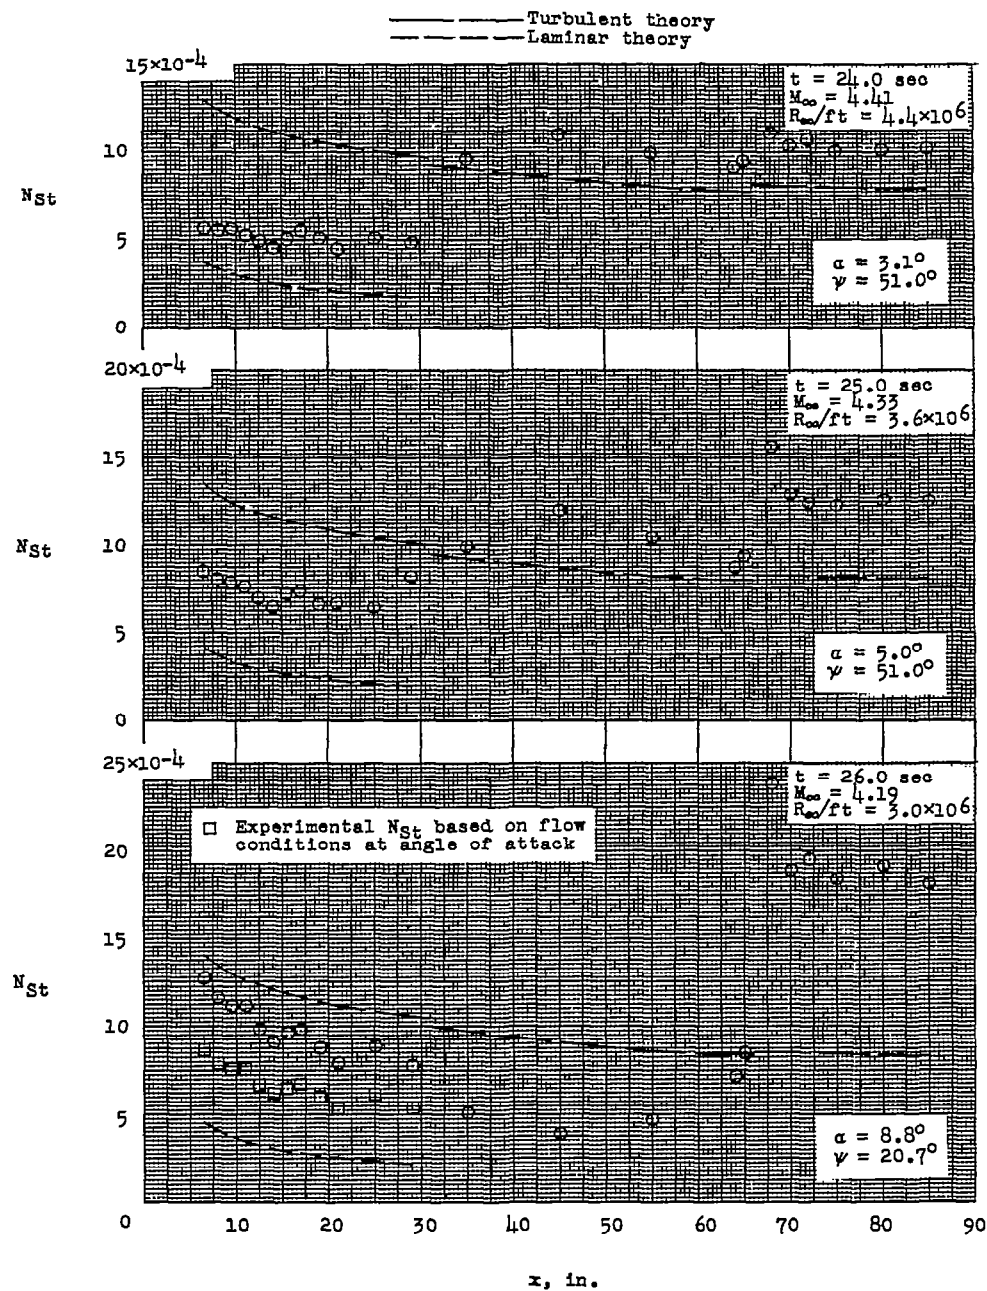 Turbulent theory
Laminar theory
15×10-4
t = 24.0 sec
M∞ = 4.41
R∞/ft = 4.4×10⁶
10
NSt
5
α = 3.1°
ψ = 51.0°
0
20×10-4
t = 25.0 sec
M∞ = 4.33
R∞/ft = 3.6×10⁶
15
NSt
10
5
α = 5.0°
ψ = 51.0°
0
25×10-4
t = 26.0 sec
M∞ = 4.19
R∞/ft = 3.0×10⁶
Experimental NSt based on flow
conditions at angle of attack
20
15
NSt
10
5
α = 8.8°
ψ = 20.7°
0 10 20 30 40 50 60 70 80 90
x, in.